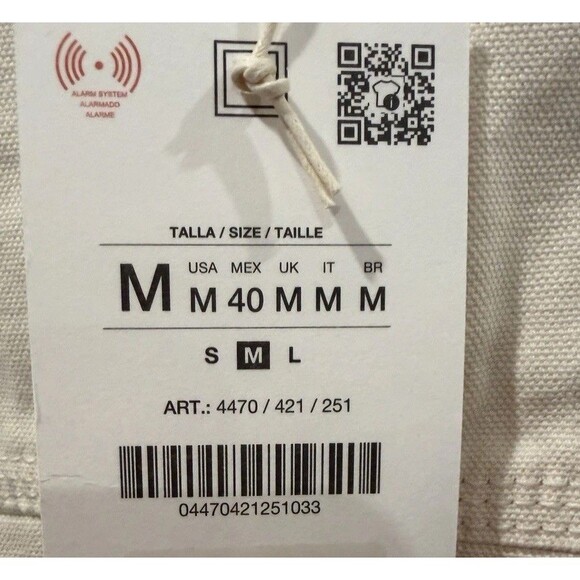 ALARM SYSTEM
ALARMADO
ALARME
TALLA / SIZE / TAILLE
USA MEX UK IT BR
M M 40 M M M
S M L
ART.: 4470 / 421 / 251
04470421251033